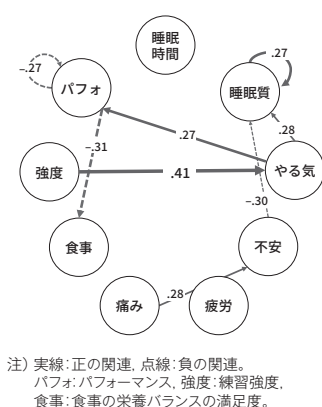 睡眠
時間
-.27
.27
パフォ
睡眠質
.28
.27
-.31
強度
.41
やる気
-.30
食事
不安
.28
痛み
疲労
注) 実線:正の関連, 点線:負の関連。
パフォ:パフォーマンス, 強度:練習強度,
食事:食事の栄養バランスの満足度。